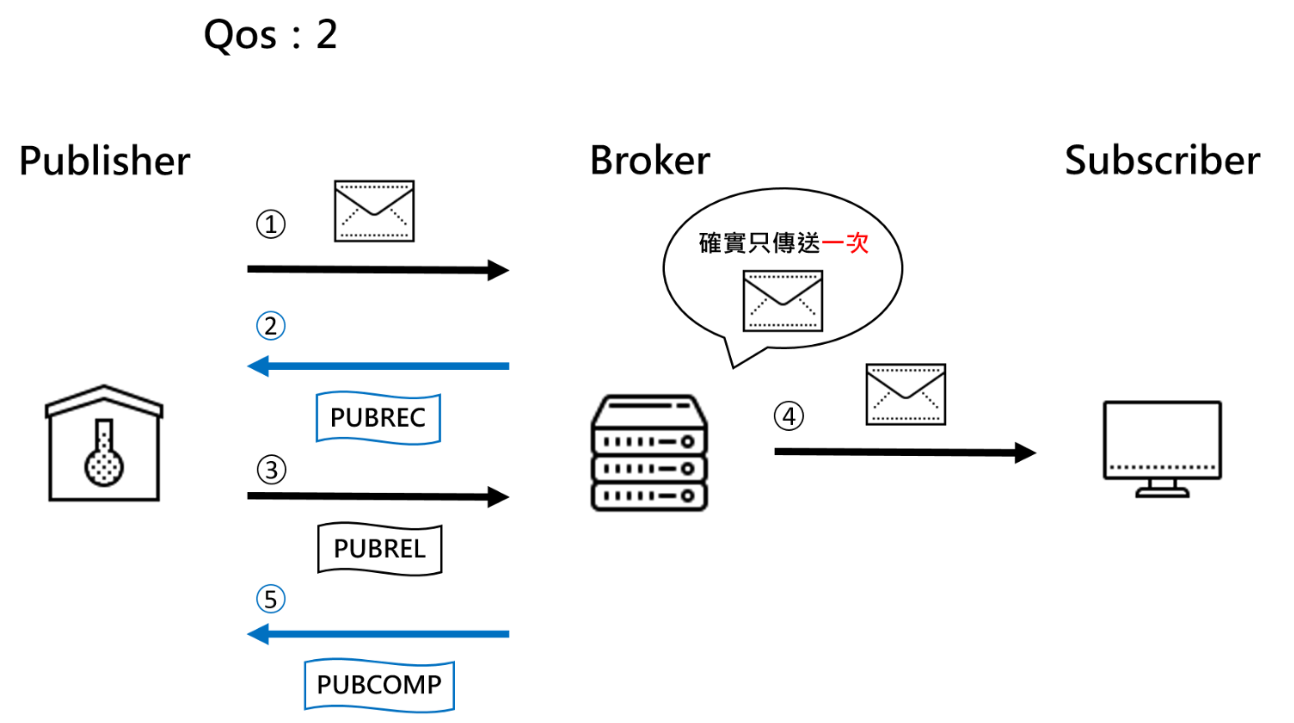 Qos：2
Publisher
Broker
Subscriber
①
確實只傳送一次
②
PUBREC
④
③
PUBREL
⑤
PUBCOMP